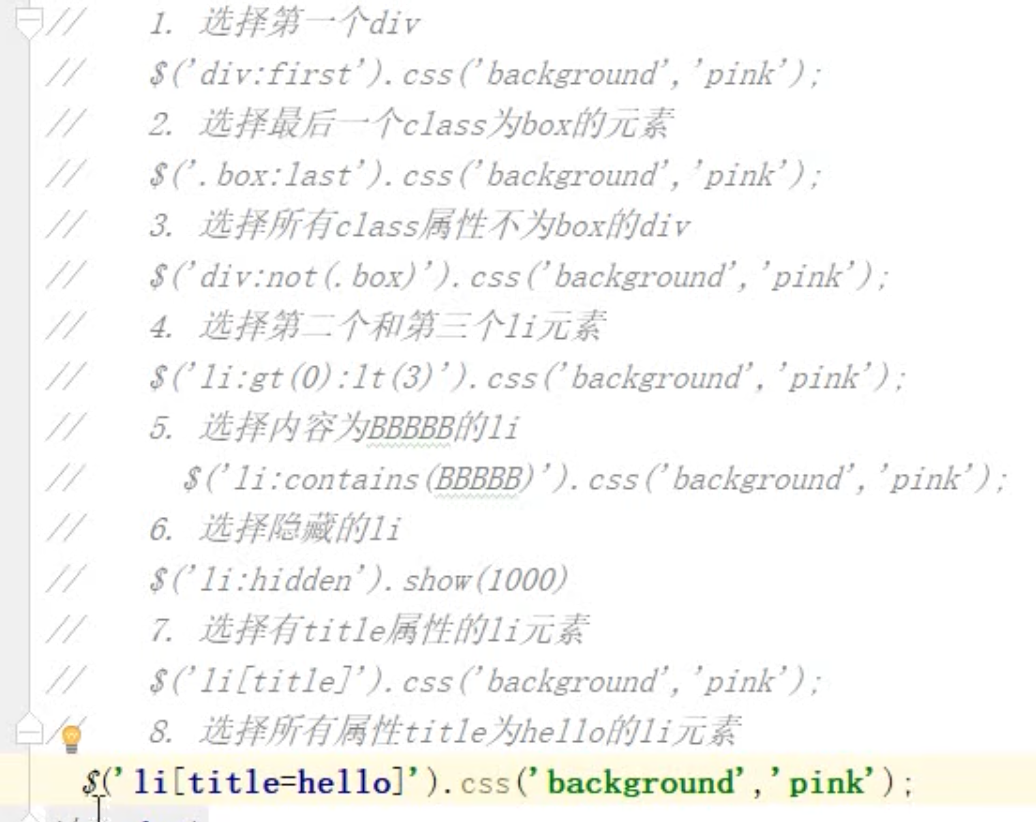 //    1. 选择第一个div
//    $('div:first').css('background','pink');
//    2. 选择最后一个class为box的元素
//    $('.box:last').css('background','pink');
//    3. 选择所有class属性不为box的div
//    $('div:not(.box)').css('background','pink');
//    4. 选择第二个和第三个li元素
//    $('li:gt(0):lt(3)').css('background','pink');
//    5. 选择内容为BBBBB的li
//      $('li:contains(BBBBB)').css('background','pink');
//    6. 选择隐藏的li
//    $('li:hidden').show(1000)
//    7. 选择有title属性的li元素
//    $('li[title]').css('background','pink');
//    8. 选择所有属性title为hello的li元素
$('li[title=hello]').css('background','pink');